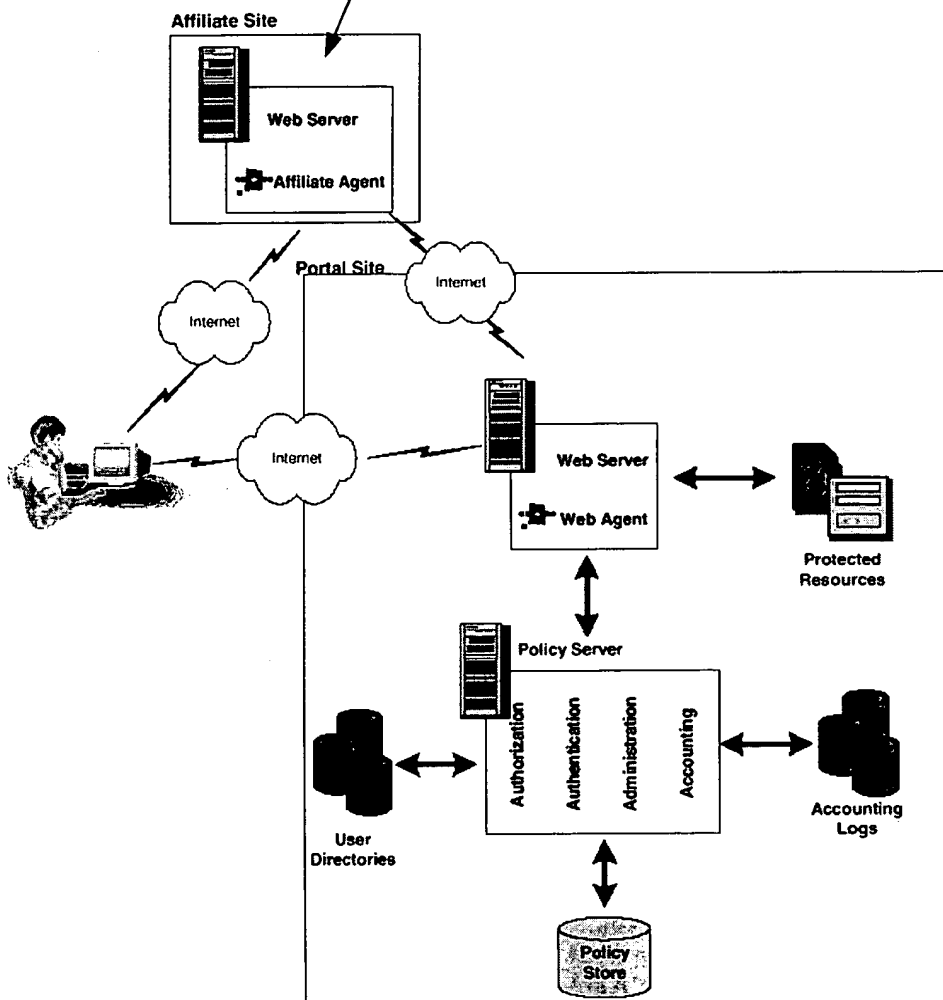 Affiliate Site
Web Server
Affiliate Agent
Portal Site
Internet
Internet
Internet
Web Server
Web Agent
Protected
Resources
Policy Server
Authorization
Authentication
Administration
Accounting
User
Directories
Accounting
Logs
Policy
Store